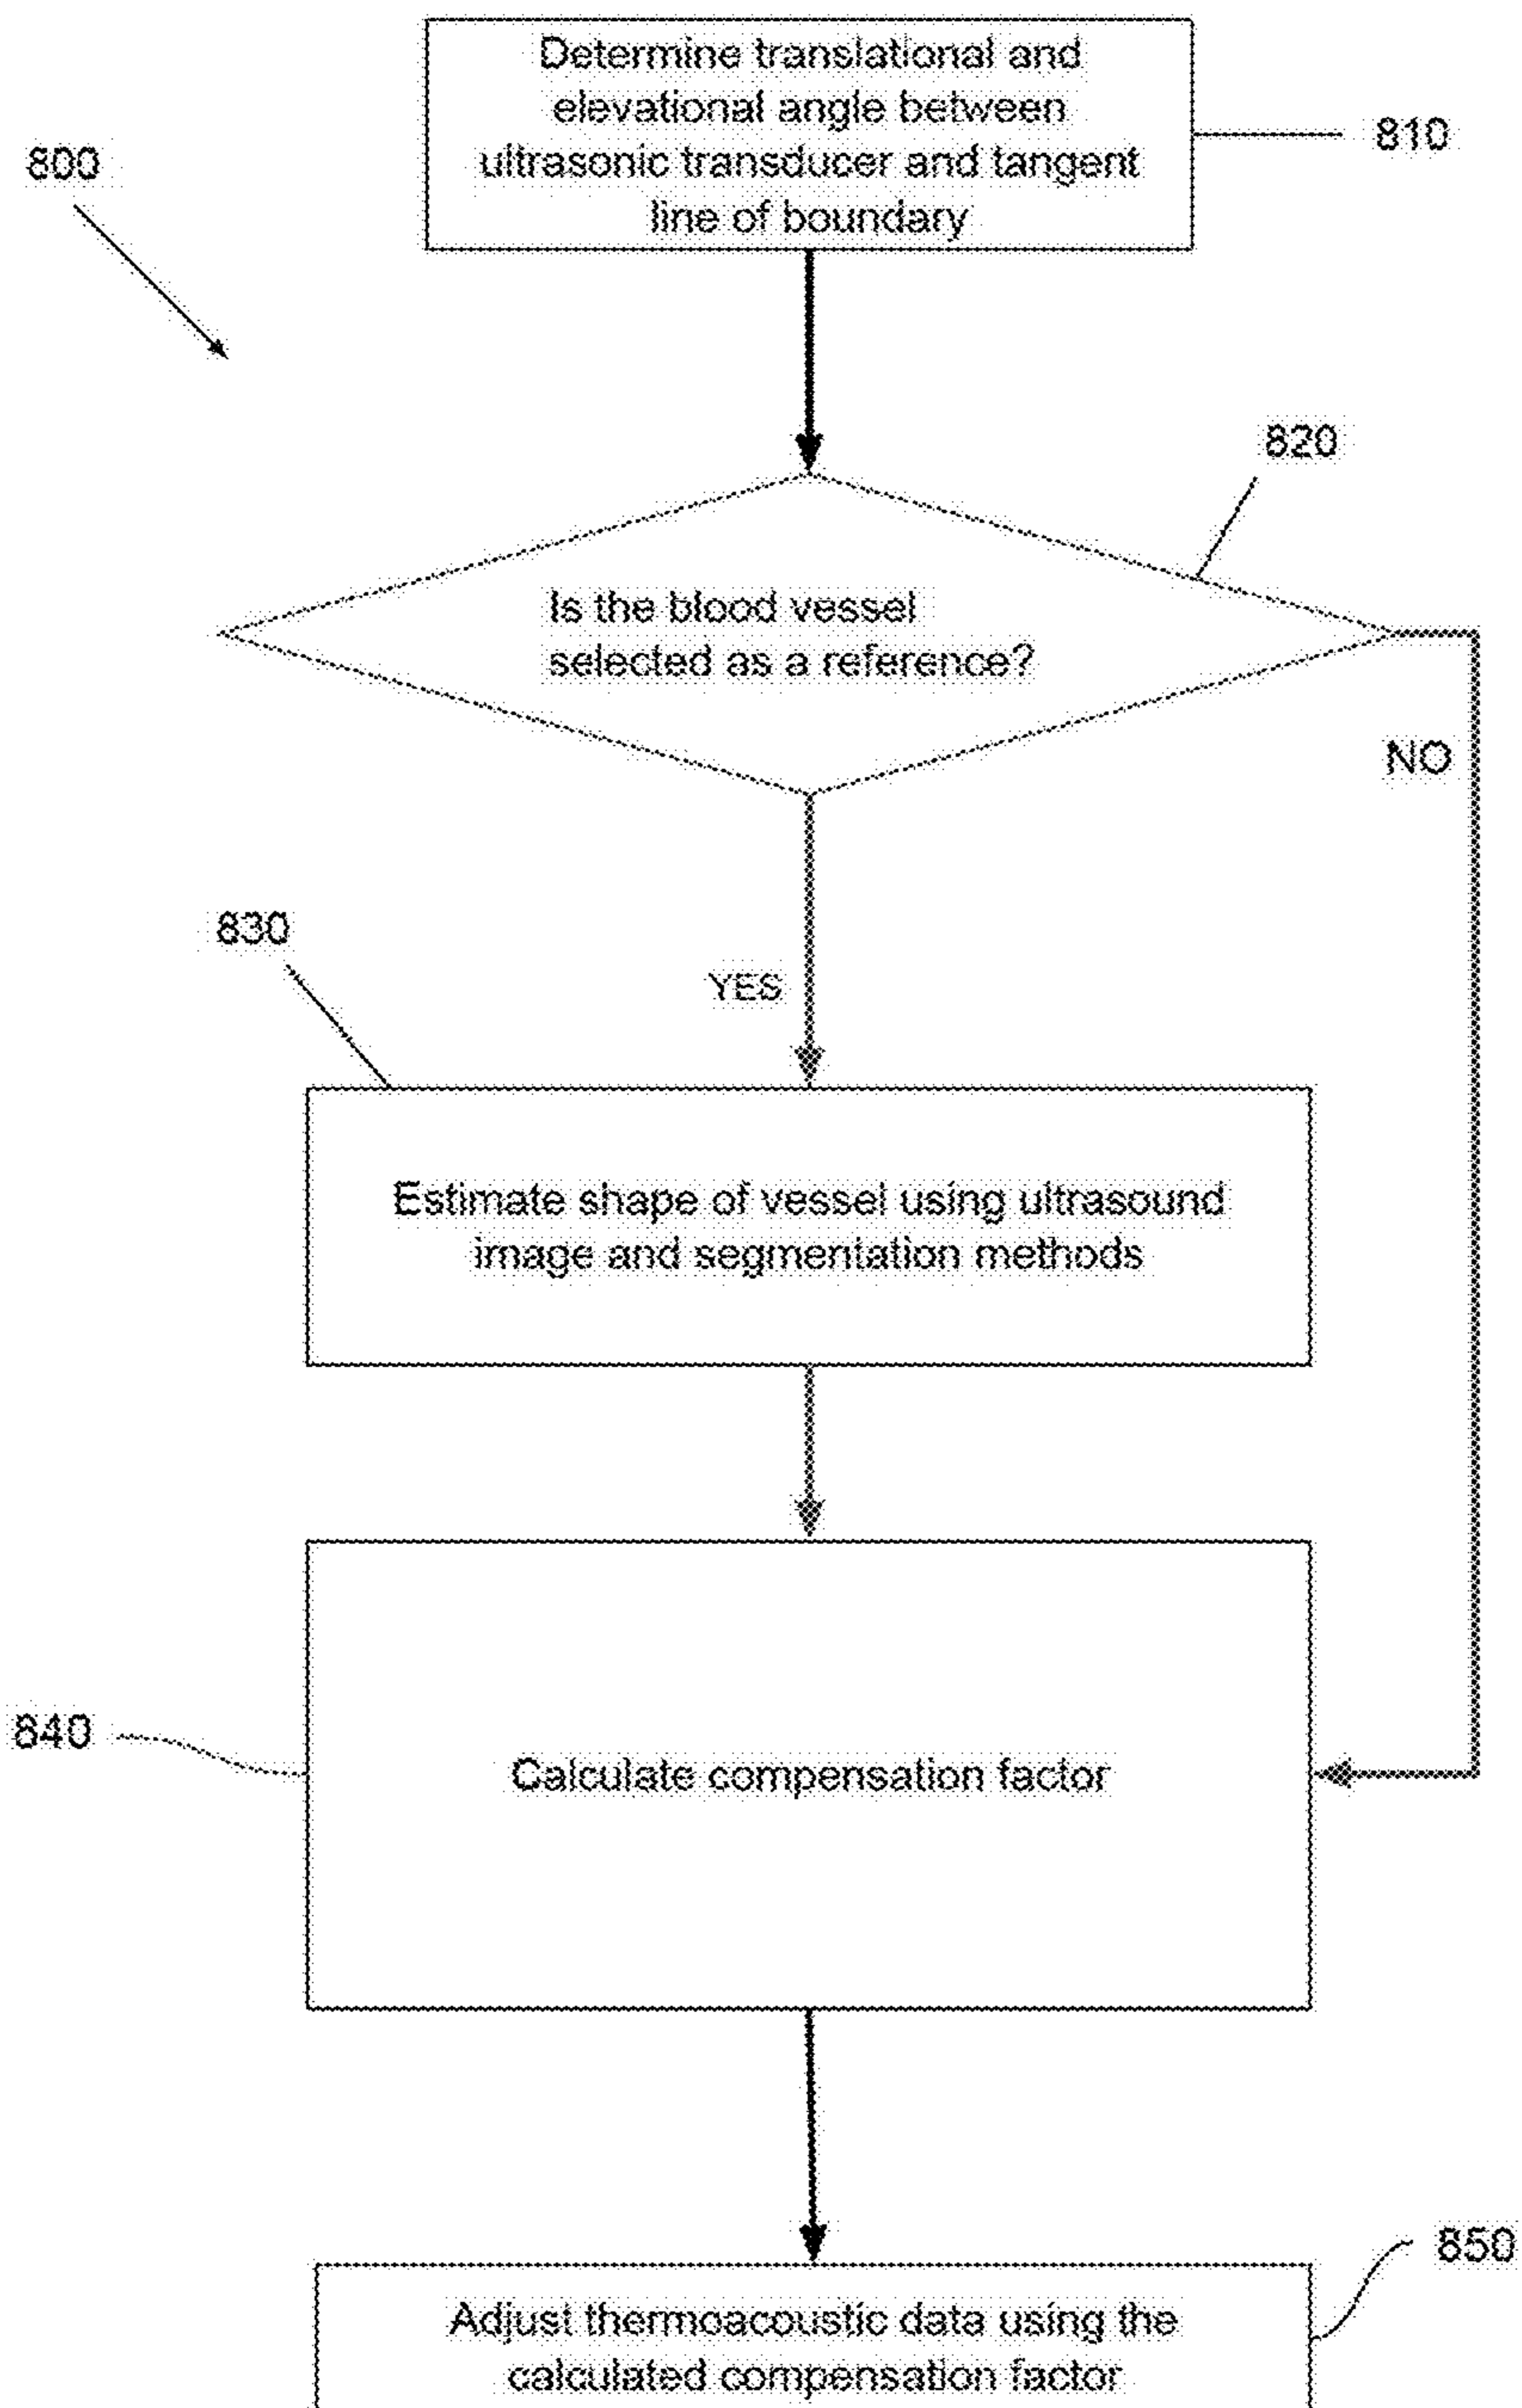 Determine translational and
elevational angle between
ultrasonic transducer and tangent
line of boundary
810
800
820
Is the blood vessel
selected as a reference?
NO
830
YES
Estimate shape of vessel using ultrasound
image and segmentation methods
840
Calculate compensation factor
850
Adjust thermoacoustic data using the
calculated compensation factor